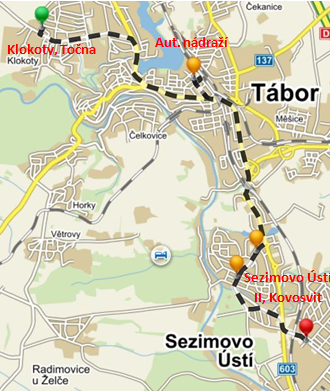 Čekanice
Klokoty, Točna
Aut. nádraží
Klokoty
137
D
Tábor
Měšice
Čelkovice
Horky
Větrovy
Sezimovo Ústí
II, Kovosvit
Sezimovo
Ústí
Radimovice
u Želče
603